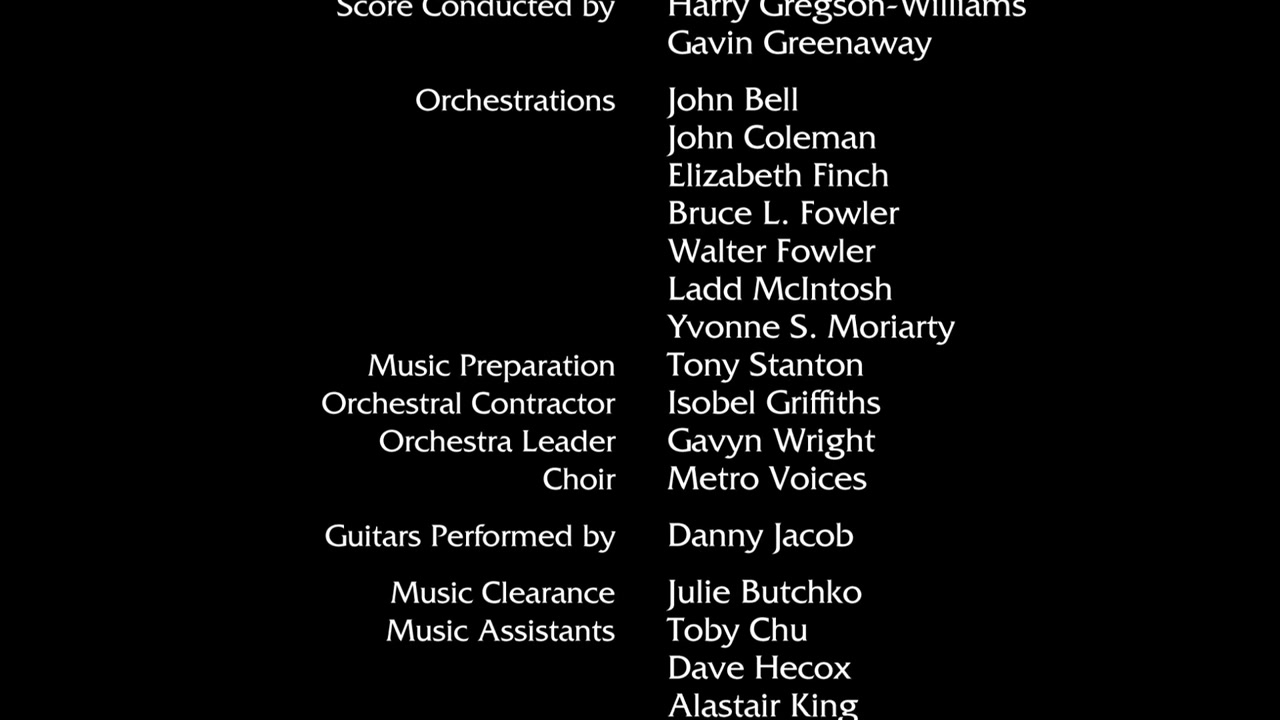 Score Conducted by Harry Gregson-Williams
Gavin Greenaway
Orchestrations John Bell
John Coleman
Elizabeth Finch
Bruce L. Fowler
Walter Fowler
Ladd McIntosh
Yvonne S. Moriarty
Music Preparation Tony Stanton
Orchestral Contractor Isobel Griffiths
Orchestra Leader Gavyn Wright
Choir Metro Voices
Guitars Performed by Danny Jacob
Music Clearance Julie Butchko
Music Assistants Toby Chu
Dave Hecox
Alastair King